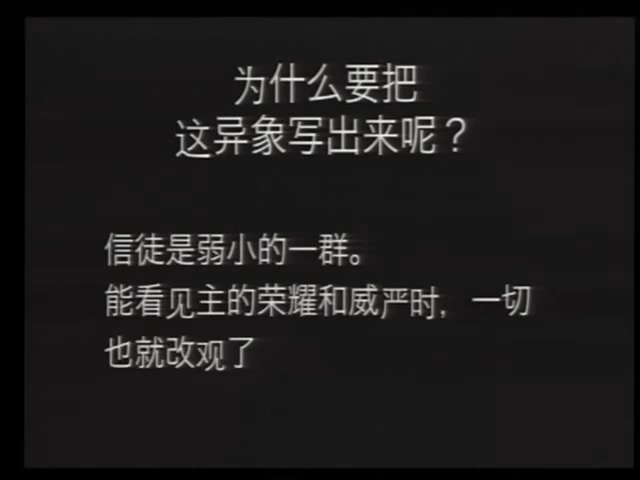 为什么要把
这异象写出来呢？
信徒是弱小的一群。
能看见主的荣耀和威严时，一切
也就改观了